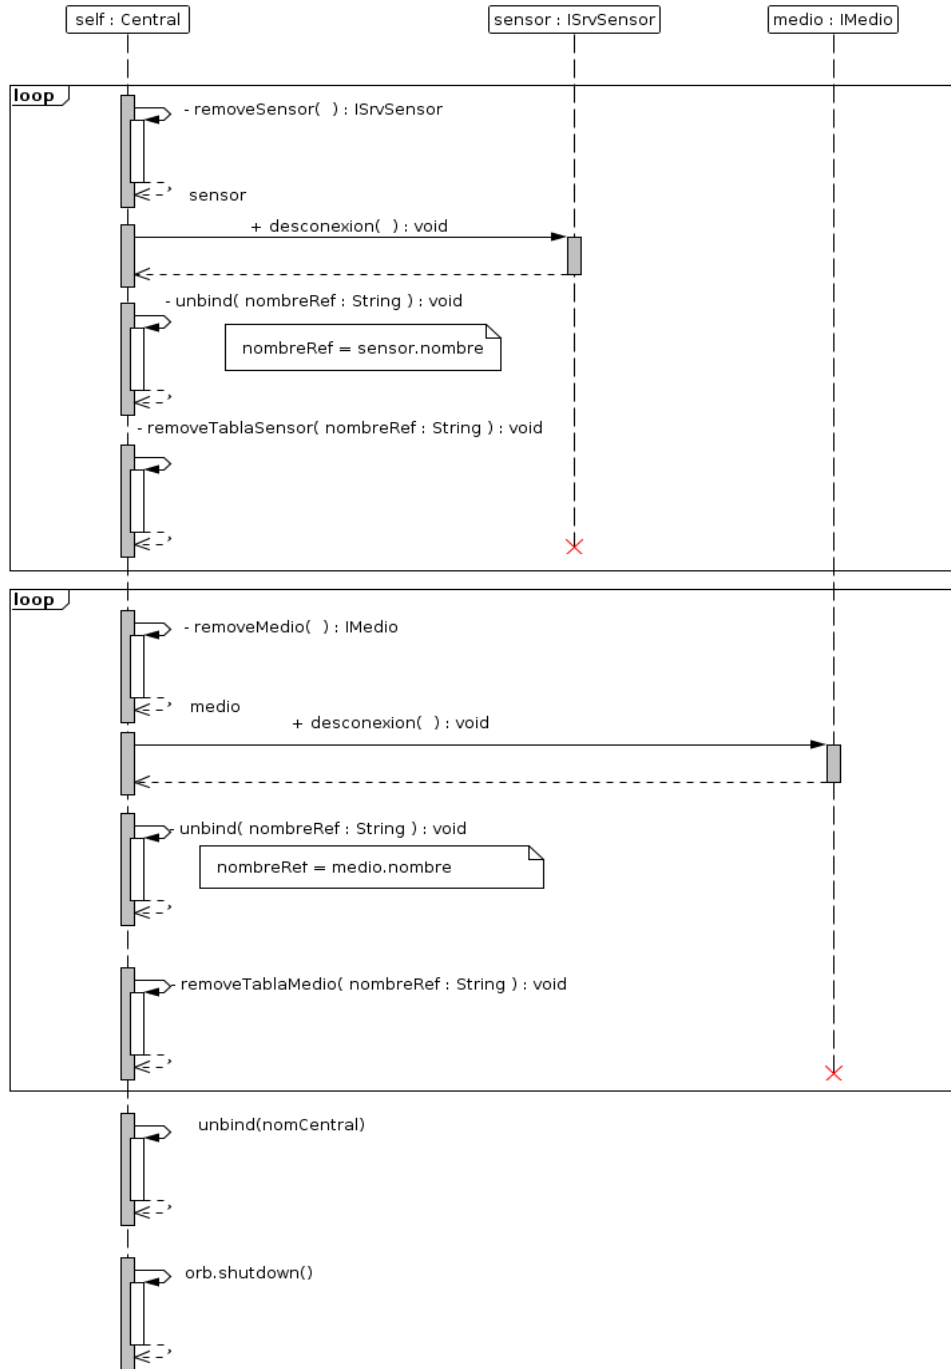 self : Central
sensor : ISrvSensor
medio : IMedio
loop
- removeSensor(  ) : ISrvSensor
sensor
+ desconexion(  ) : void
- unbind( nombreRef : String ) : void
nombreRef = sensor.nombre
- removeTablaSensor( nombreRef : String ) : void
loop
- removeMedio(  ) : IMedio
medio
+ desconexion(  ) : void
- unbind( nombreRef : String ) : void
nombreRef = medio.nombre
- removeTablaMedio( nombreRef : String ) : void
unbind(nomCentral)
orb.shutdown()